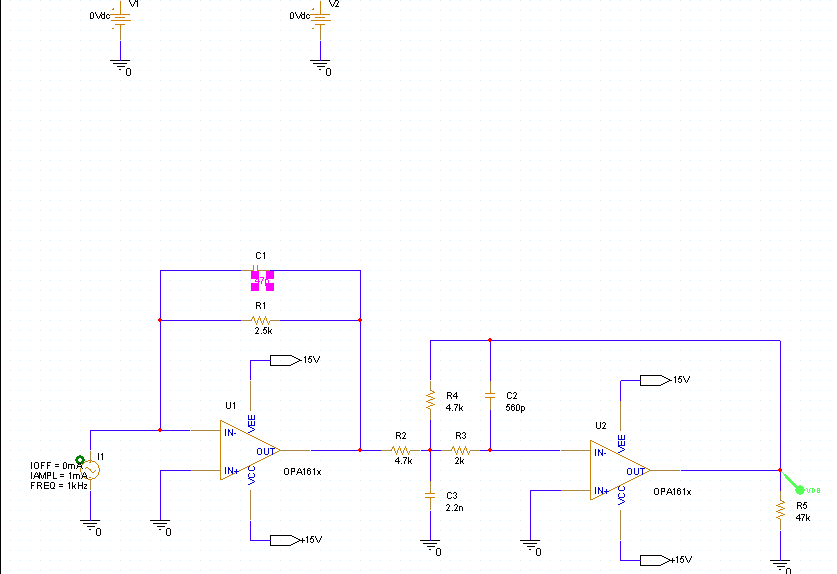 V1
V2
0Vdc
0Vdc
0
0
C1
R1
2.5k
15V
U1
VEE
IN-
OUT
IN+
VCC
OPA161x
+15V
I1
IOFF = 0mA
IAMPL = 1mA
FREQ = 1kHz
0
0
R2
4.7k
R4
4.7k
R3
2k
C2
560p
C3
2.2n
0
15V
U2
VEE
IN-
OUT
IN+
VCC
OPA161x
+15V
0
VDB
R5
47k
0